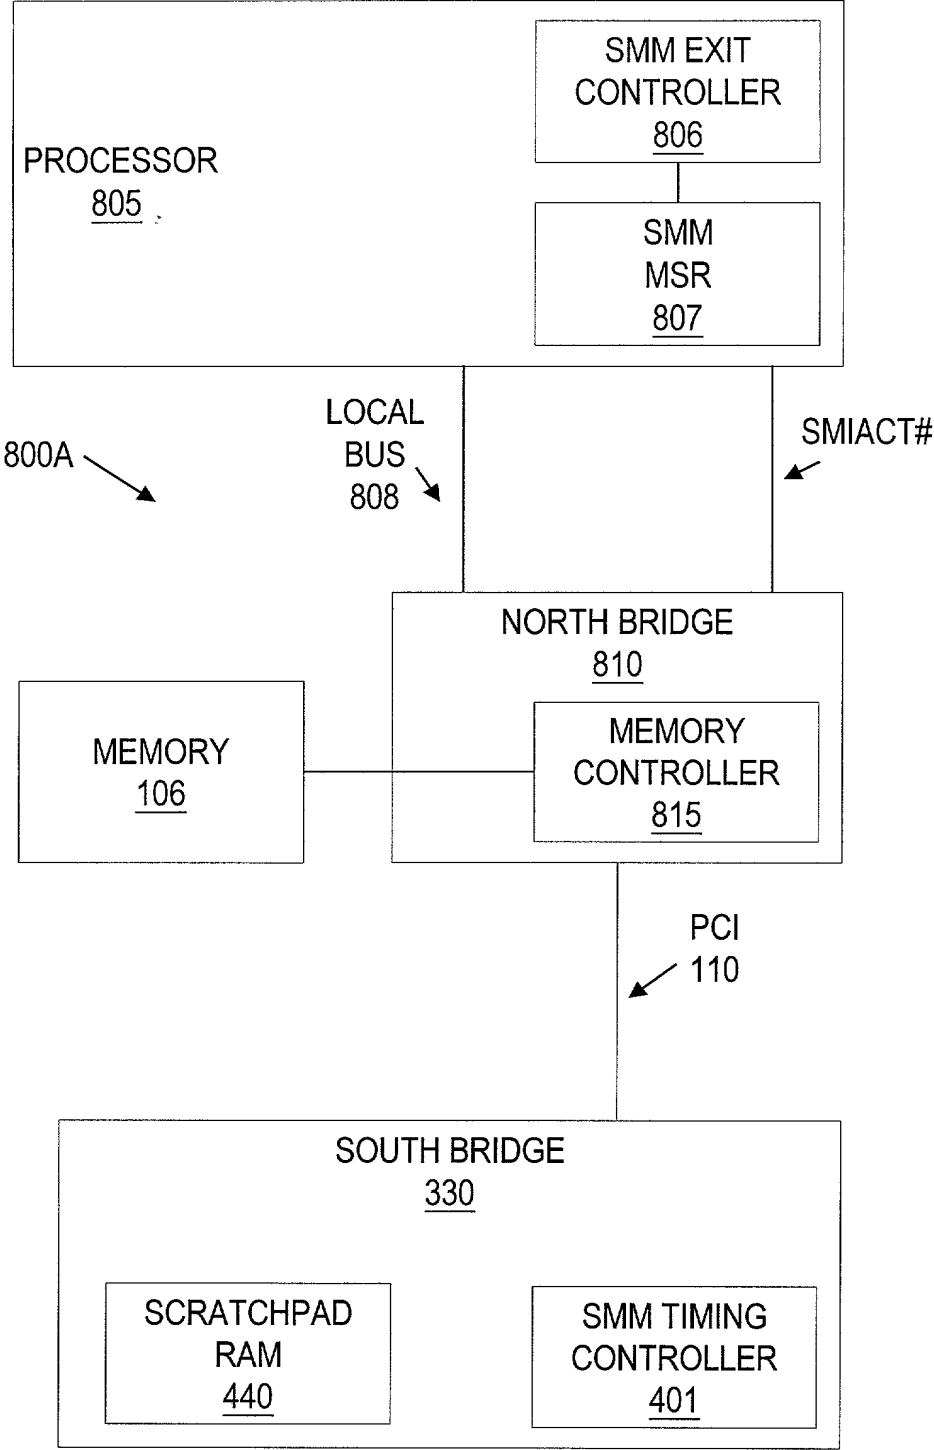 SMM EXIT
CONTROLLER
806
PROCESSOR
805
SMM
MSR
807
LOCAL
BUS
808
SMIACT#
800A
NORTH BRIDGE
810
MEMORY
106
MEMORY
CONTROLLER
815
PCI
110
SOUTH BRIDGE
330
SCRATCHPAD
RAM
440
SMM TIMING
CONTROLLER
401